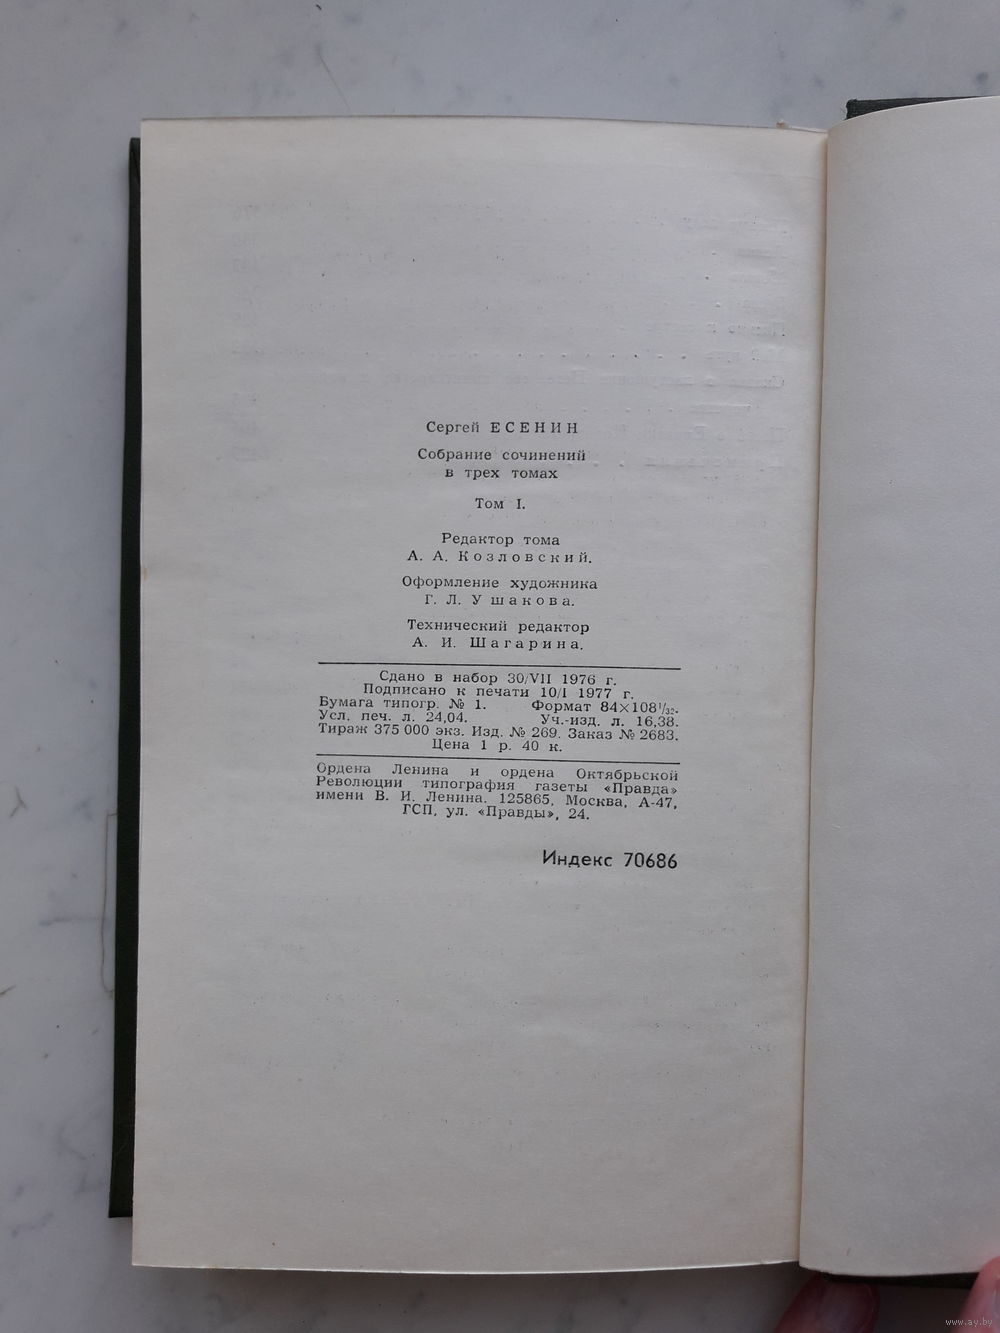 Сергей ЕСЕНИН
Собрание сочинений
в трех томах
Том I.
Редактор тома
А. А. Козловский.
Оформление художника
Г. Л. Ушакова.
Технический редактор
А. И. Шагарина.
Сдано в набор 30/VII 1976 г.
Подписано к печати 10/I 1977 г.
Бумага типогр. № 1. Формат 84×108¹/₃₂.
Усл. печ. л. 24,04. Уч.-изд. л. 16,38.
Тираж 375 000 экз. Изд. № 269. Заказ № 2683.
Цена 1 р. 40 к.
Ордена Ленина и ордена Октябрьской
Революции типография газеты «Правда»
имени В. И. Ленина. 125865, Москва, А-47,
ГСП, ул. «Правды», 24.
Индекс 70686
www.ay.by